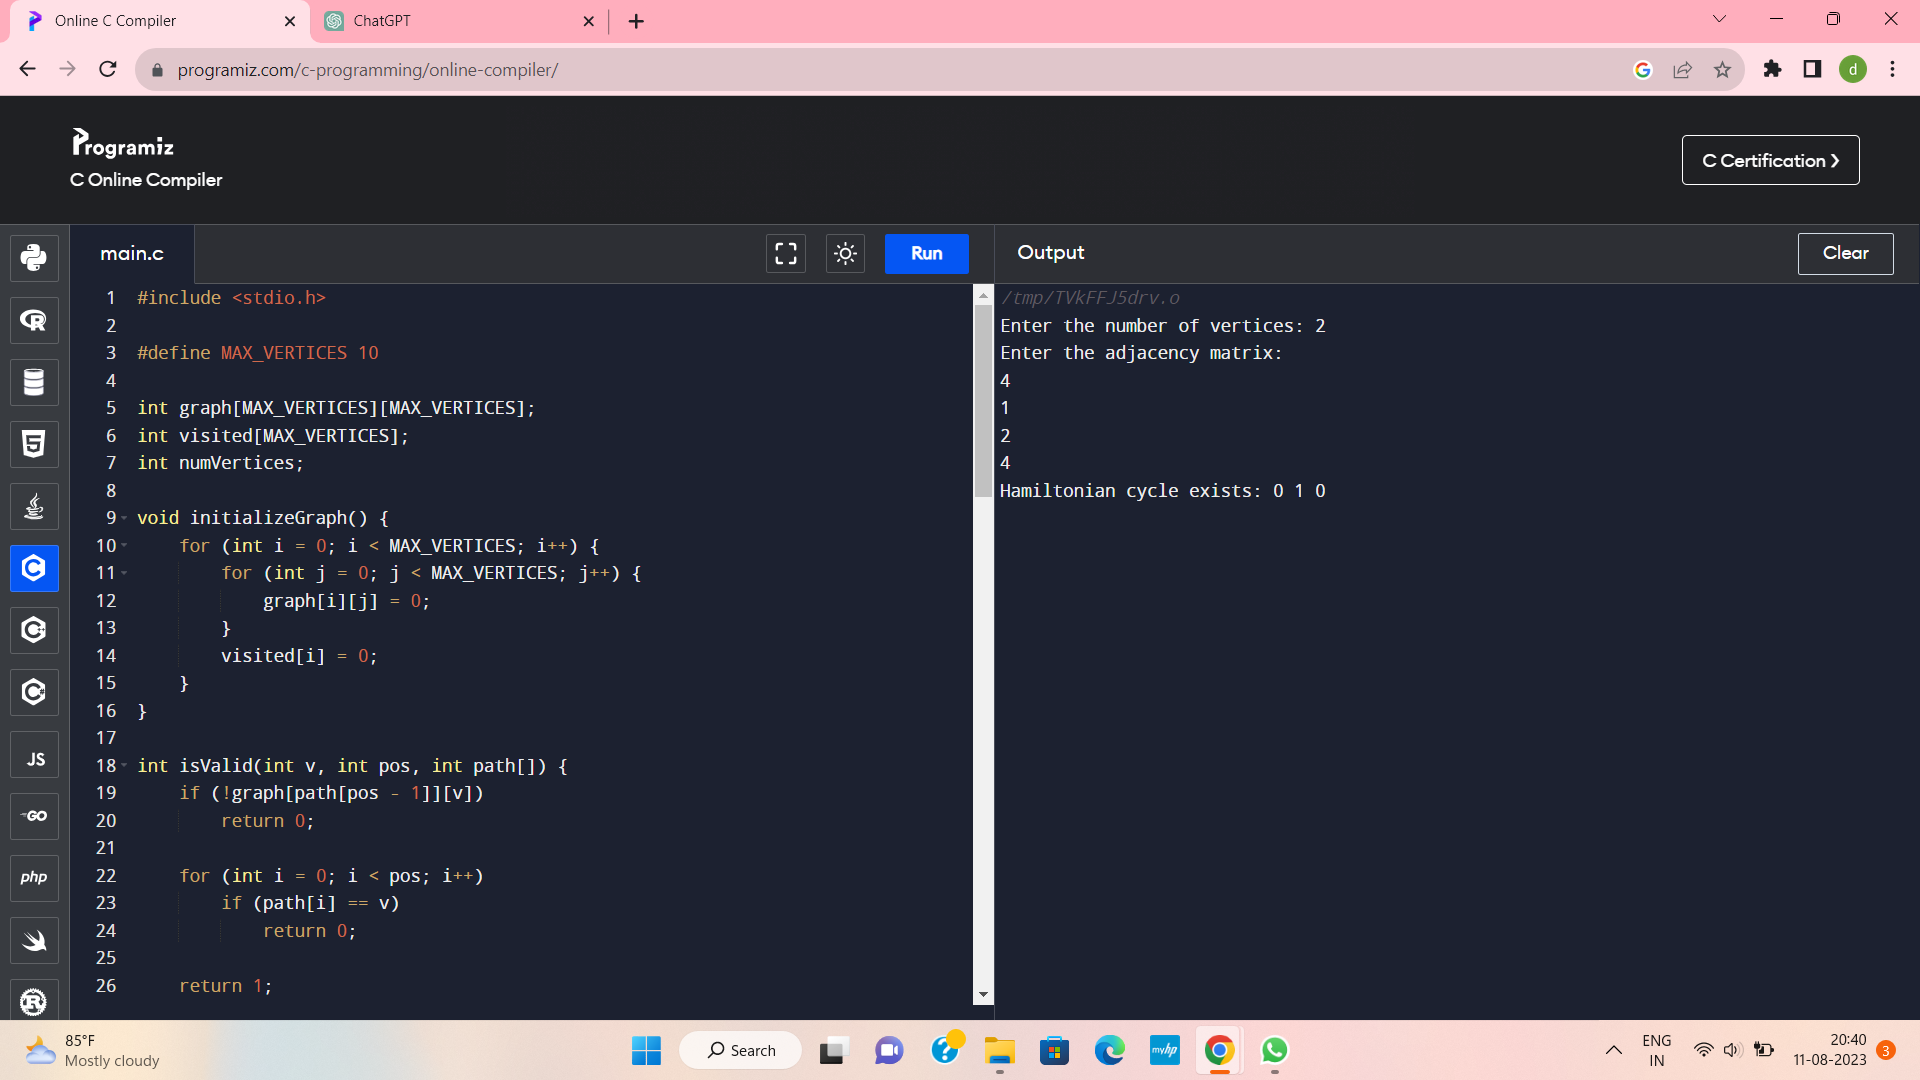 Online C Compiler
ChatGPT
programiz.com/c-programming/online-compiler/
d
Programiz
C Online Compiler
C Certification ❯
main.c
Run
Output
Clear
1 #include <stdio.h>
2
3 #define MAX_VERTICES 10
4
5 int graph[MAX_VERTICES][MAX_VERTICES];
6 int visited[MAX_VERTICES];
7 int numVertices;
8
9 void initializeGraph() {
10 for (int i = 0; i < MAX_VERTICES; i++) {
11 for (int j = 0; j < MAX_VERTICES; j++) {
12 graph[i][j] = 0;
13 }
14 visited[i] = 0;
15 }
16 }
17
18 int isValid(int v, int pos, int path[]) {
19 if (!graph[path[pos - 1]][v])
20 return 0;
21
22 for (int i = 0; i < pos; i++)
23 if (path[i] == v)
24 return 0;
25
26 return 1;
/tmp/TVkFFJ5drv.o
Enter the number of vertices: 2
Enter the adjacency matrix:
4
1
2
4
Hamiltonian cycle exists: 0 1 0
JS
GO
php
85°F
Mostly cloudy
Search
myhp
ENG
IN
20:40
11-08-2023
3